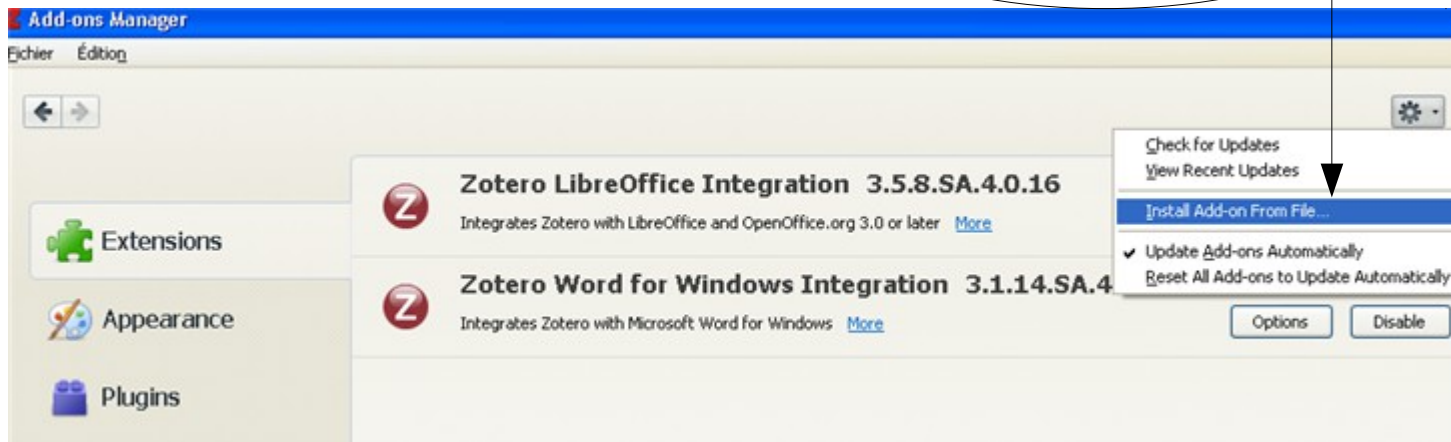 Add-ons Manager
Fichier Édition
Check for Updates
View Recent Updates
Install Add-on From File...
Update Add-ons Automatically
Reset All Add-ons to Update Automatically
Extensions
Appearance
Plugins
Zotero LibreOffice Integration 3.5.8.SA.4.0.16
Integrates Zotero with LibreOffice and OpenOffice.org 3.0 or later More
Zotero Word for Windows Integration 3.1.14.SA.4
Integrates Zotero with Microsoft Word for Windows More
Options Disable